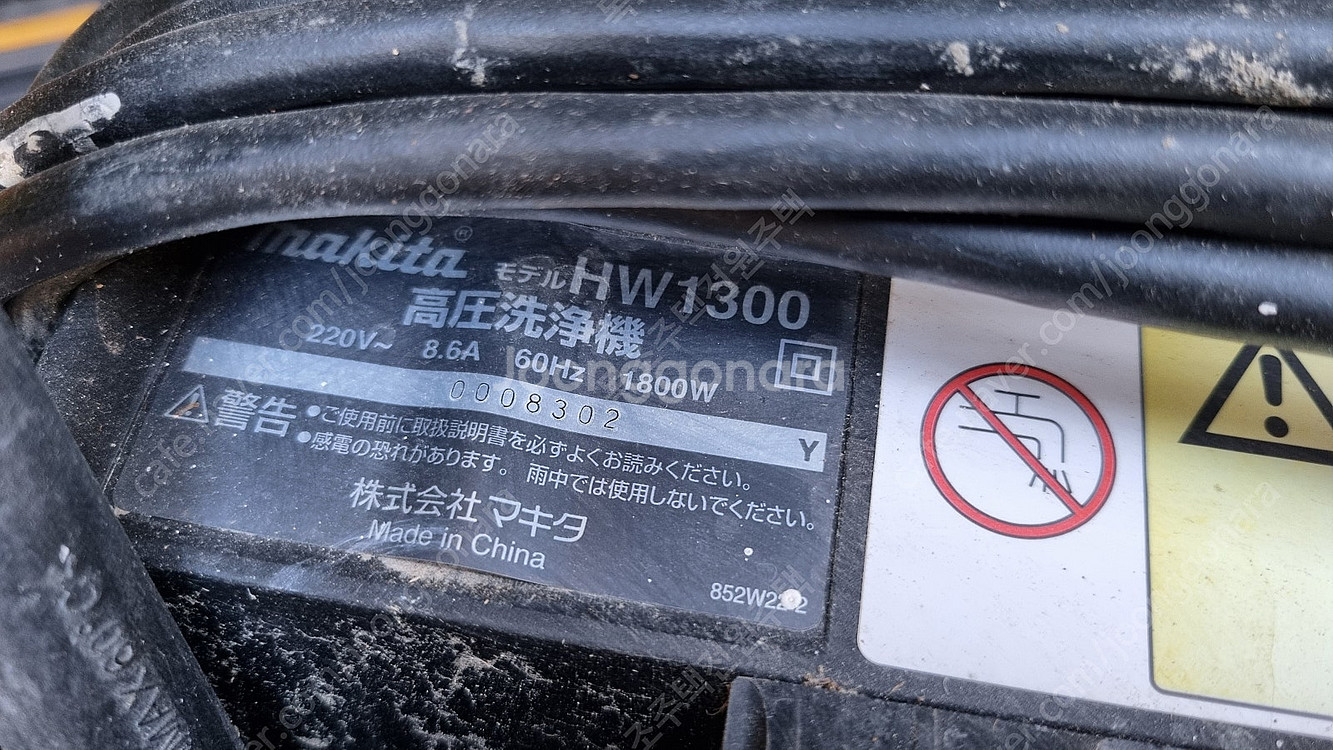 makita®
モデル HW1300
高圧洗浄機
220V~ 8.6A 60Hz 1800W
0008302 Y
警告 ●ご使用前に取扱説明書を必ずよくお読みください。
●感電の恐れがあります。 雨中では使用しないでください。
株式会社 マキタ
Made in China
Joonggonara
MAX 60°C